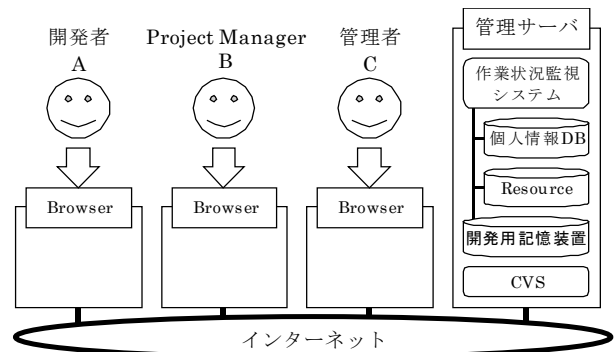 開発者
A
Project Manager
B
管理者
C
管理サーバ
作業状況監視
システム
個人情報DB
Resource
開発用記憶装置
CVS
Browser
Browser
Browser
インターネット